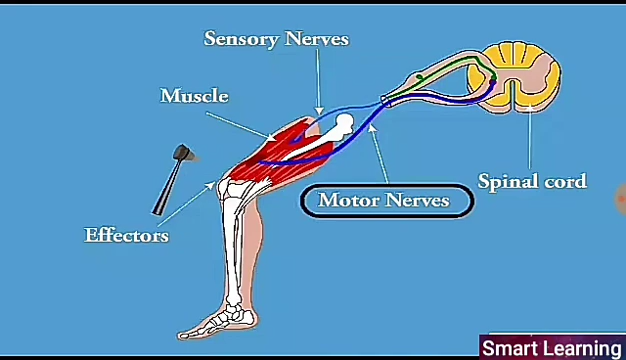 Sensory Nerves
Muscle
Spinal cord
Motor Nerves
Effectors
Smart Learning